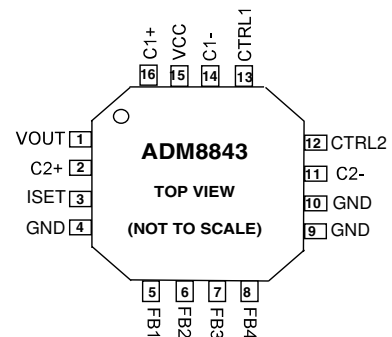 C1+ VCC C1- CTRL1
16 15 14 13
VOUT 1
C2+ 2
ISET 3
GND 4
ADM8843
TOP VIEW
(NOT TO SCALE)
12 CTRL2
11 C2-
10 GND
9 GND
5 6 7 8
FB1 FB2 FB3 FB4